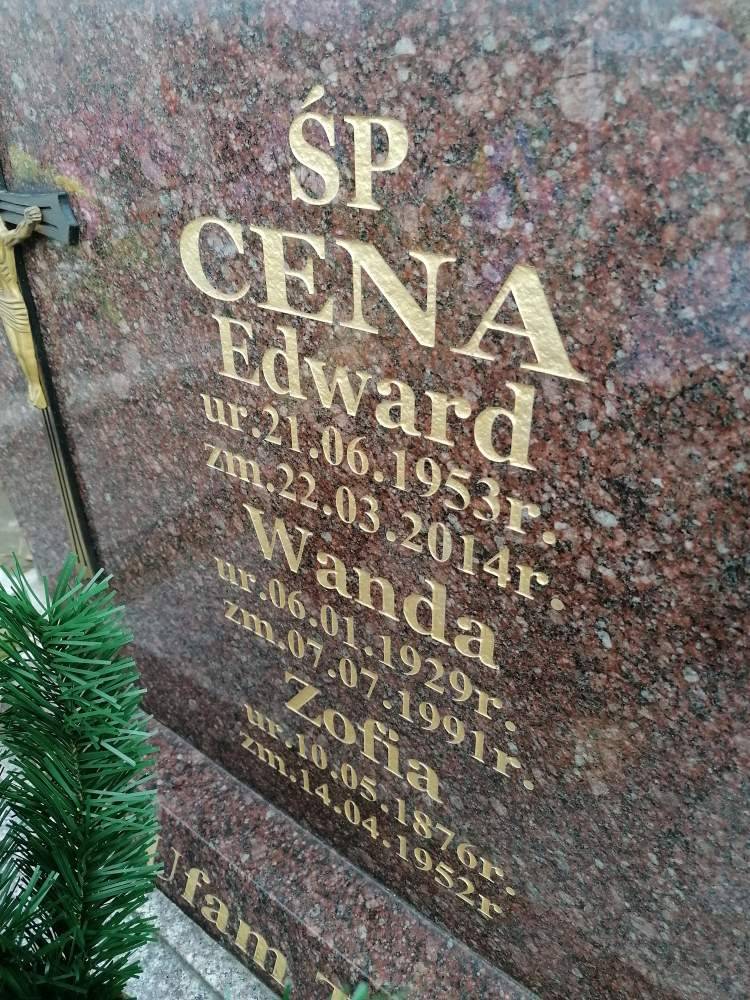 ŚP
CENA
Edward
ur.21.06.1953r.
zm.22.03.2014r.
Wanda
ur.06.01.1929r.
zm.07.07.1991r.
Zofia
ur.10.05.1876r.
zm.14.04.1952r
Ufam